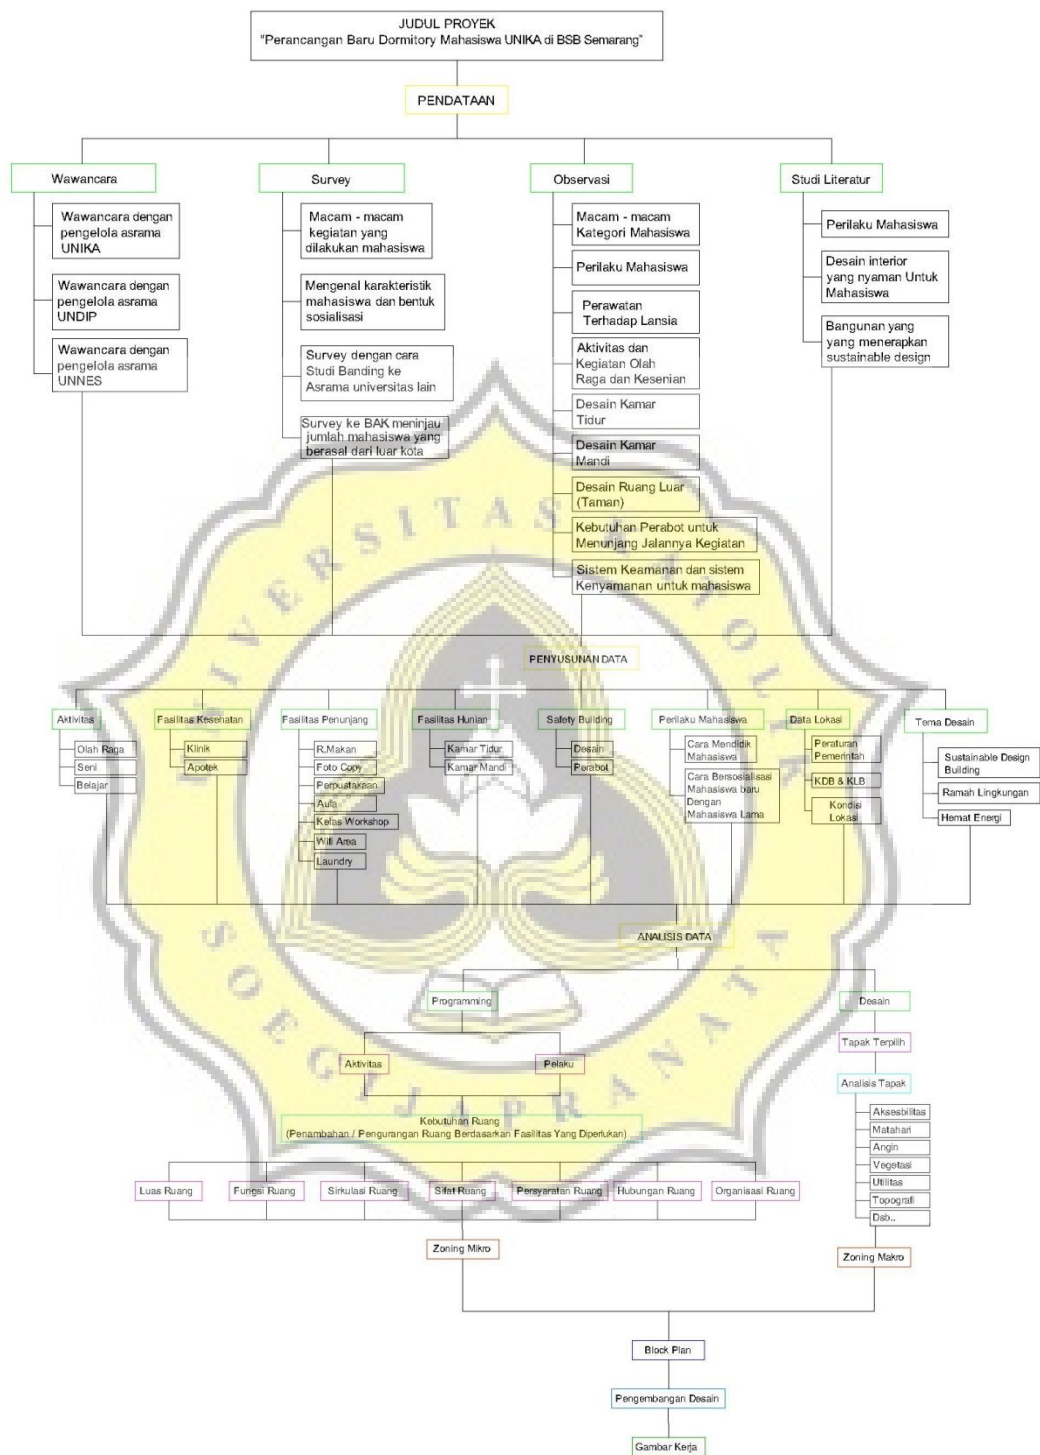 JUDUL PROYEK
"Perancangan Baru Dormitory Mahasiswa UNIKA di BSB Semarang"
PENDATAAN
Wawancara
Wawancara dengan
pengelola asrama
UNIKA
Wawancara dengan
pengelola asrama
UNDIP
Wawancara dengan
pengelola asrama
UNNES
Survey
Macam - macam
kegiatan yang
dilakukan mahasiswa
Mengenal karakteristik
mahasiswa dan bentuk
sosialisasi
Survey dengan cara
Studi Banding ke
Asrama universitas lain
Survey ke BAK meninjau
jumlah mahasiswa yang
berasal dari luar kota
Observasi
Macam - macam
Kategori Mahasiswa
Perilaku Mahasiswa
Perawatan
Terhadap Lansia
Aktivitas dan
Kegiatan Olah
Raga dan Kesenian
Desain Kamar
Tidur
Desain Kamar
Mandi
Desain Ruang Luar
(Taman)
Kebutuhan Perabot untuk
Menunjang Jalannya Kegiatan
Sistem Keamanan dan sistem
Kenyamanan untuk mahasiswa
Studi Literatur
Perilaku Mahasiswa
Desain interior
yang nyaman Untuk
Mahasiswa
Bangunan yang
yang menerapkan
sustainable design
PENYUSUNAN DATA
Aktivitas
Olah Raga
Seni
Belajar
Fasilitas Kesehatan
Klinik
Apotek
Fasilitas Penunjang
R.Makan
Foto Copy
Perpustakaan
Aula
Kelas Workshop
Wifi Area
Laundry
Fasilitas Hunian
Kamar Tidur
Kamar Mandi
Safety Building
Desain
Perabot
Perilaku Mahasiswa
Cara Mendidik
Mahasiswa
Cara Bersosialisasi
Mahasiswa baru
Dengan
Mahasiswa Lama
Data Lokasi
Peraturan
Pemerintah
KDB & KLB
Kondisi
Lokasi
Tema Desain
Sustainable Design
Building
Ramah Lingkungan
Hemat Energi
ANALISIS DATA
Programming
Aktivitas
Pelaku
Kebutuhan Ruang
(Penambahan / Pengurangan Ruang Berdasarkan Fasilitas Yang Diperlukan)
Luas Ruang
Fungsi Ruang
Sirkulasi Ruang
Sifat Ruang
Persyaratan Ruang
Hubungan Ruang
Organisasi Ruang
Zoning Mikro
Desain
Tapak Terpilih
Analisis Tapak
Aksesbilitas
Matahari
Angin
Vegetasi
Utilitas
Topografi
Dsb..
Zoning Makro
Block Plan
Pengembangan Desain
Gambar Kerja
UNIVERSITAS KATOLIK
SOEGIJAPRANATA